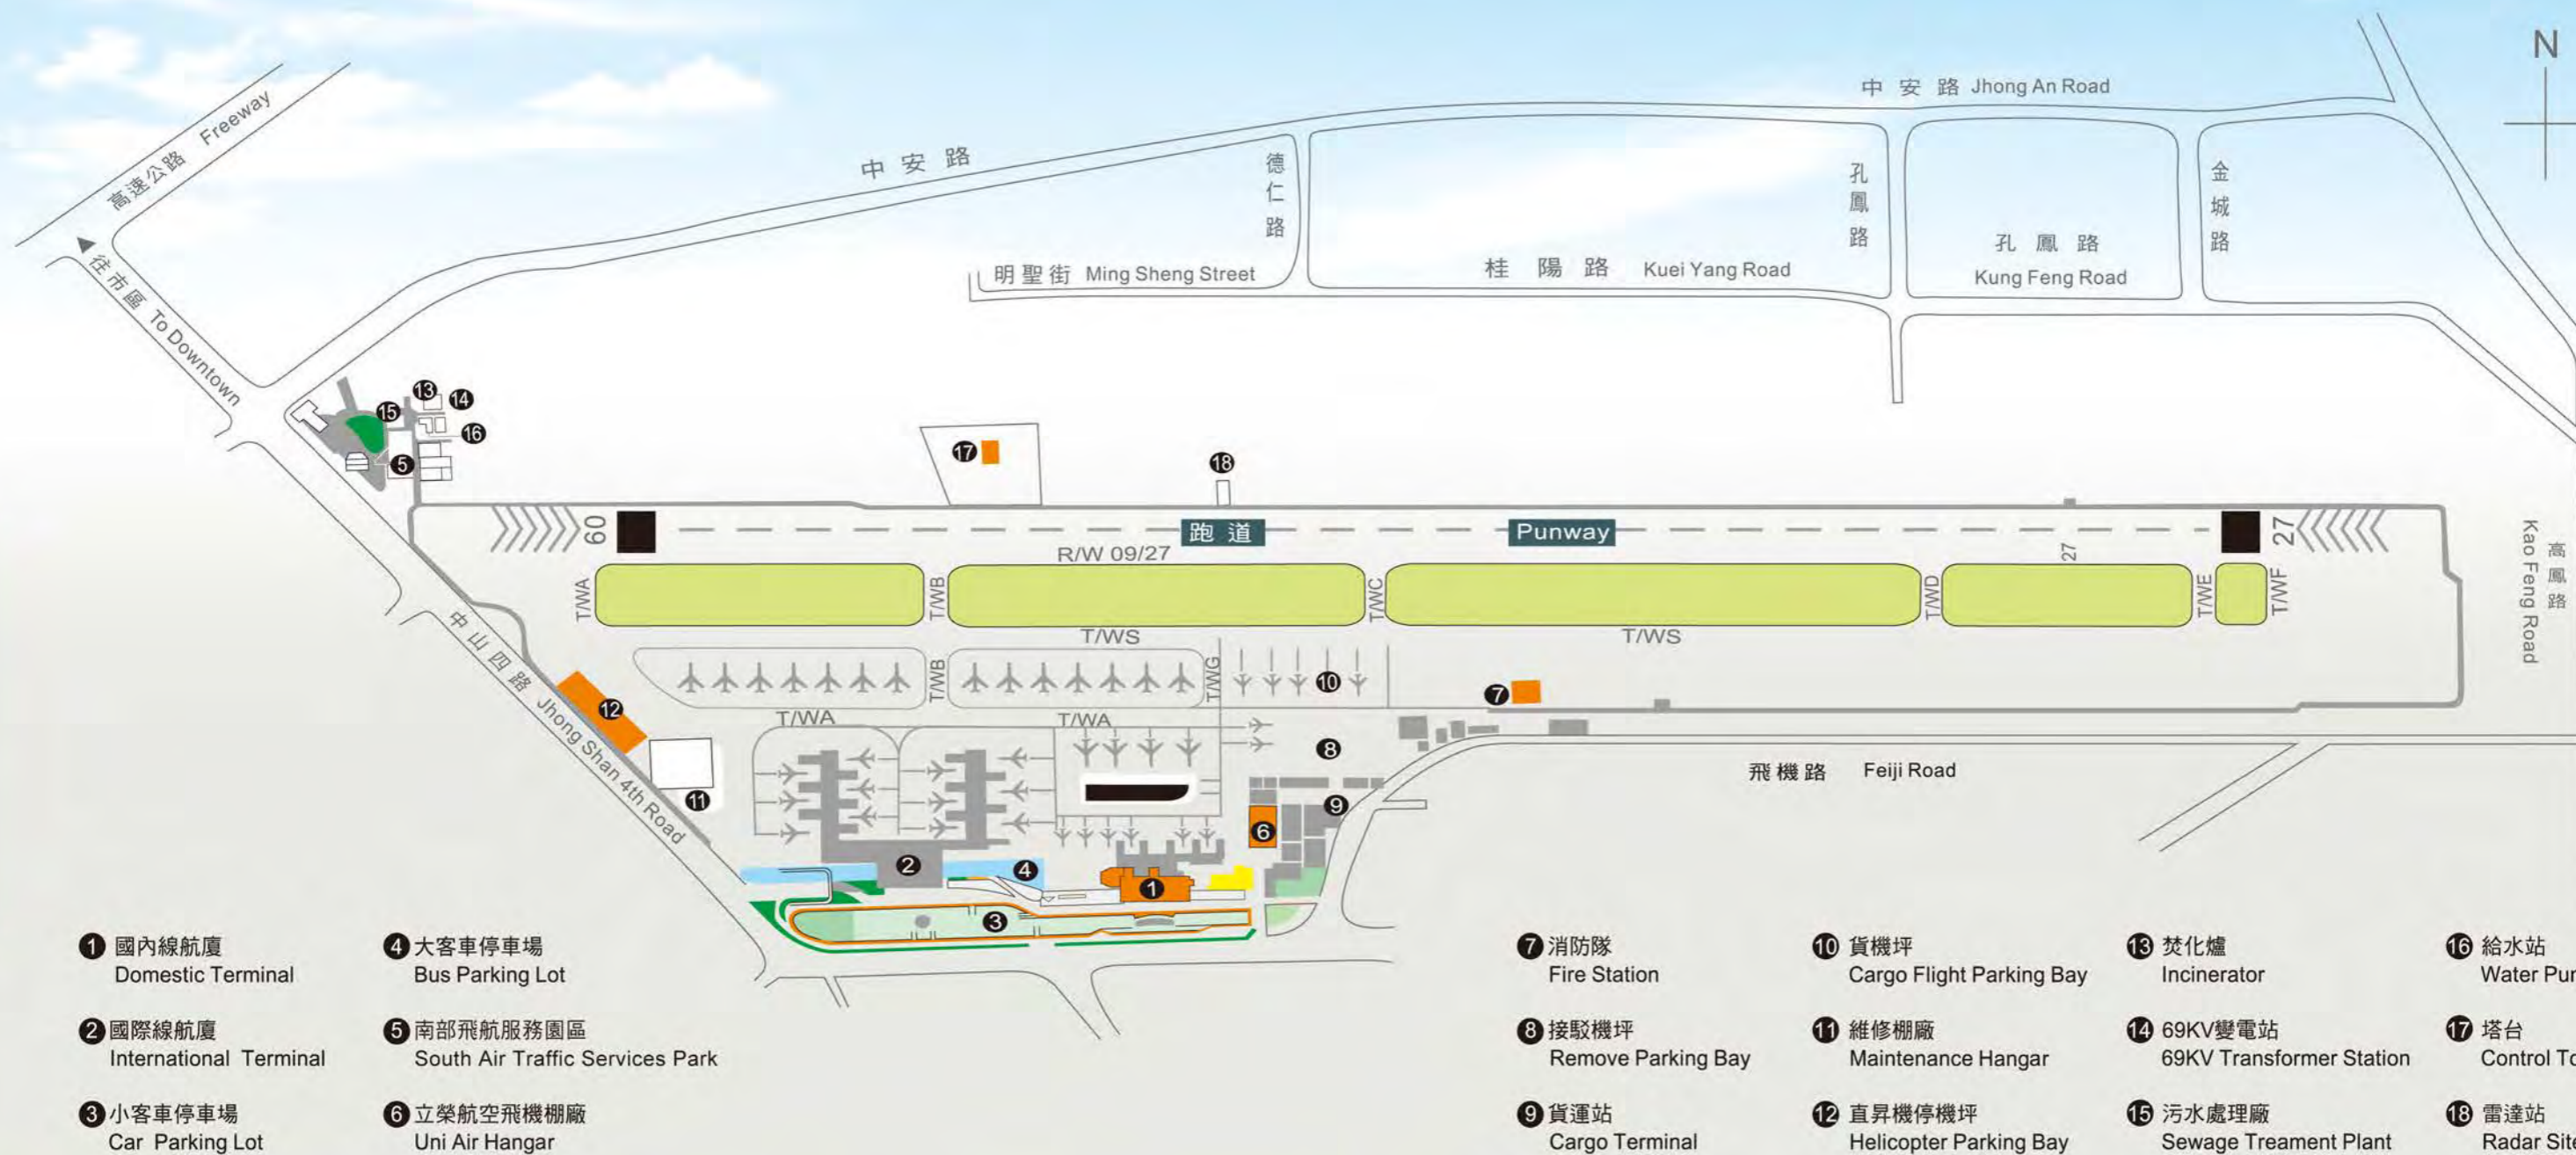 N
中安路 Jhong An Road
高速公路 Freeway
中安路
德仁路
孔鳳路
金城路
往市區 To Downtown
明聖街 Ming Sheng Street
桂陽路 Kuei Yang Road
孔鳳路
Kung Feng Road
13
14
15
16
5
17
18
09
跑道
Punway
27
R/W 09/27
27
高鳳路
Kao Feng Road
T/WA
T/WB
T/WC
T/WD
T/WE
T/WF
T/WS
T/WS
中山四路 Jhong Shan 4th Road
T/WB
T/WG
10
7
12
T/WA
T/WA
8
飛機路 Feiji Road
11
9
6
2
4
1
3
1 國內線航廈
Domestic Terminal
2 國際線航廈
International Terminal
3 小客車停車場
Car Parking Lot
4 大客車停車場
Bus Parking Lot
5 南部飛航服務園區
South Air Traffic Services Park
6 立榮航空飛機棚廠
Uni Air Hangar
7 消防隊
Fire Station
8 接駁機坪
Remove Parking Bay
9 貨運站
Cargo Terminal
10 貨機坪
Cargo Flight Parking Bay
11 維修棚廠
Maintenance Hangar
12 直昇機停機坪
Helicopter Parking Bay
13 焚化爐
Incinerator
14 69KV變電站
69KV Transformer Station
15 污水處理廠
Sewage Treament Plant
16 給水站
Water
17 塔台
Control
18 雷達站
Radar Site